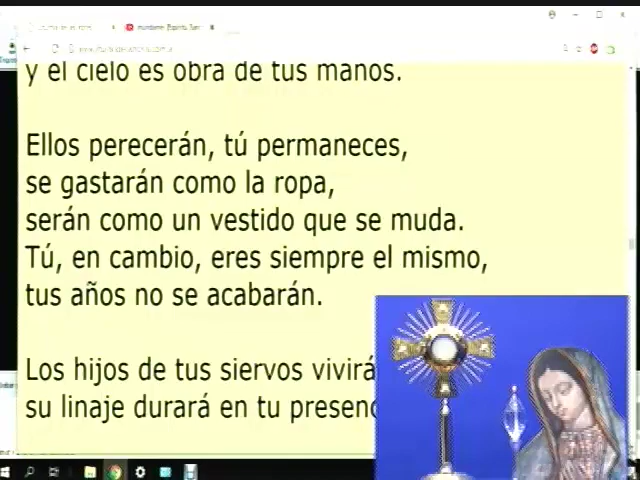 y el cielo es obra de tus manos.
Ellos perecerán, tú permaneces,
se gastarán como la ropa,
serán como un vestido que se muda.
Tú, en cambio, eres siempre el mismo,
tus años no se acabarán.
Los hijos de tus siervos vivirá
su linaje durará en tu presenc